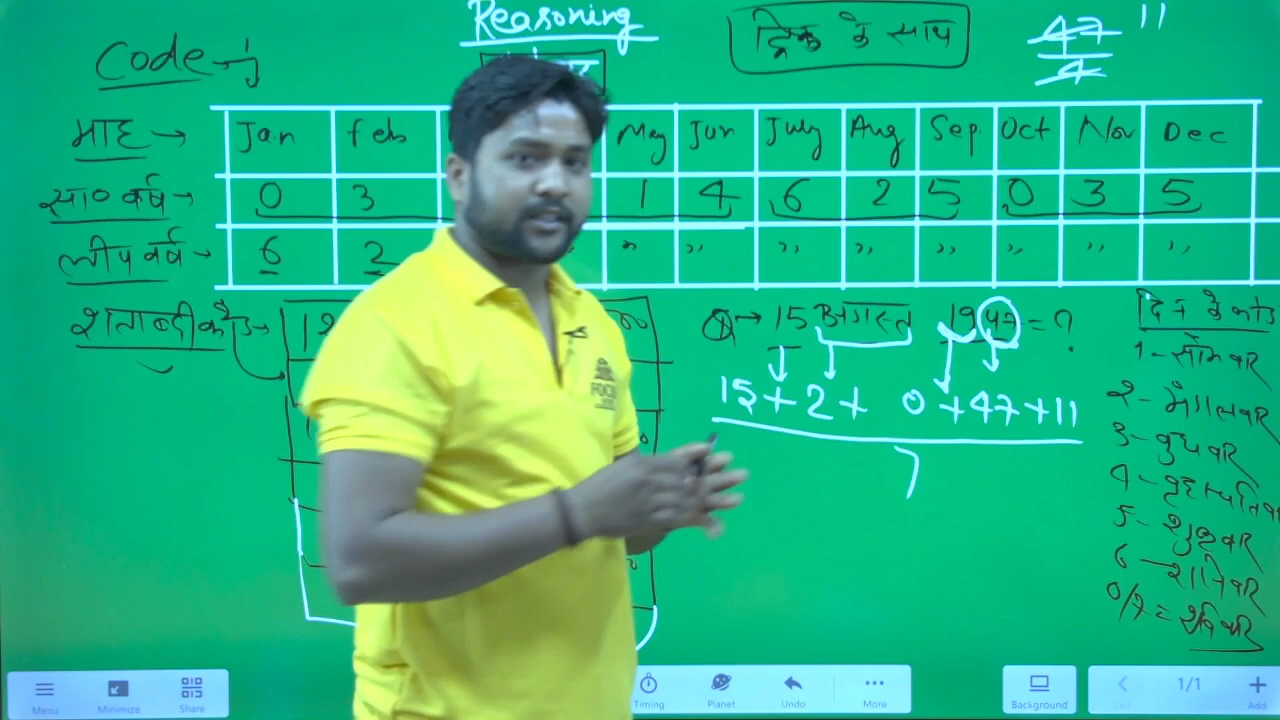 Reasoning
Code →
ट्रिक के साथ
47 11
4
माह → Jan feb May Jun July Aug Sep Oct Nov Dec
सा० वर्ष → 0 3 1 4 6 2 5 0 3 5
लीप वर्ष → 6 2 " ,, ,, ,, ,, ,, ,, ,,
शताब्दी कोड →
Q → 15 अगस्त 1947 = ?
15 + 2 + 0 + 47 + 11
7
दिन के कोड
1 - सोमवार
2 - मंगलवार
3 - बुधवार
4 - बृहस्पतिवा
5 - शुक्रवार
6 - शनिवार
0/7 = रविवार
FOCUS
Menu Minimize Share Timing Planet Undo More Background 1/1 Add